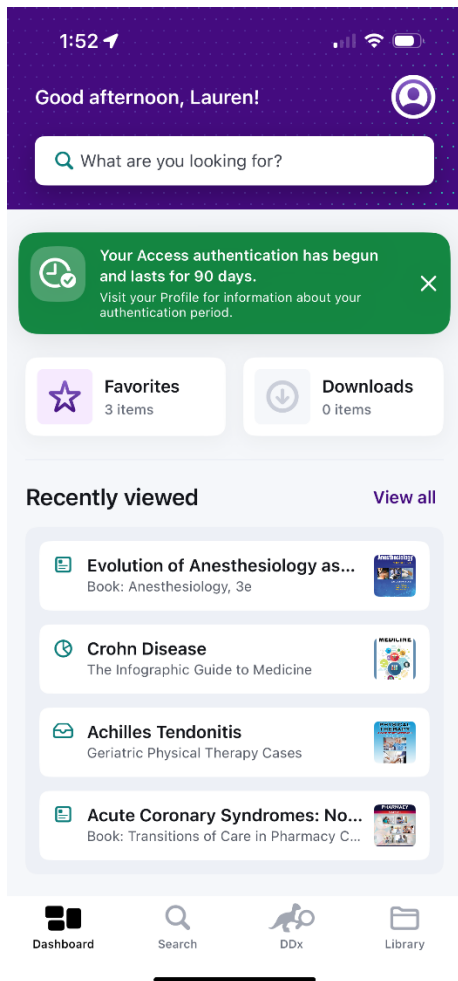 1:52
Good afternoon, Lauren!
What are you looking for?
Your Access authentication has begun
and lasts for 90 days.
Visit your Profile for information about your
authentication period.
Favorites
3 items
Downloads
0 items
Recently viewed
View all
Evolution of Anesthesiology as...
Book: Anesthesiology, 3e
Anesthesiology
Crohn Disease
The Infographic Guide to Medicine
MEDICINE
Achilles Tendonitis
Geriatric Physical Therapy Cases
Acute Coronary Syndromes: No...
Book: Transitions of Care in Pharmacy C...
PHARMACY
Dashboard
Search
DDx
Library